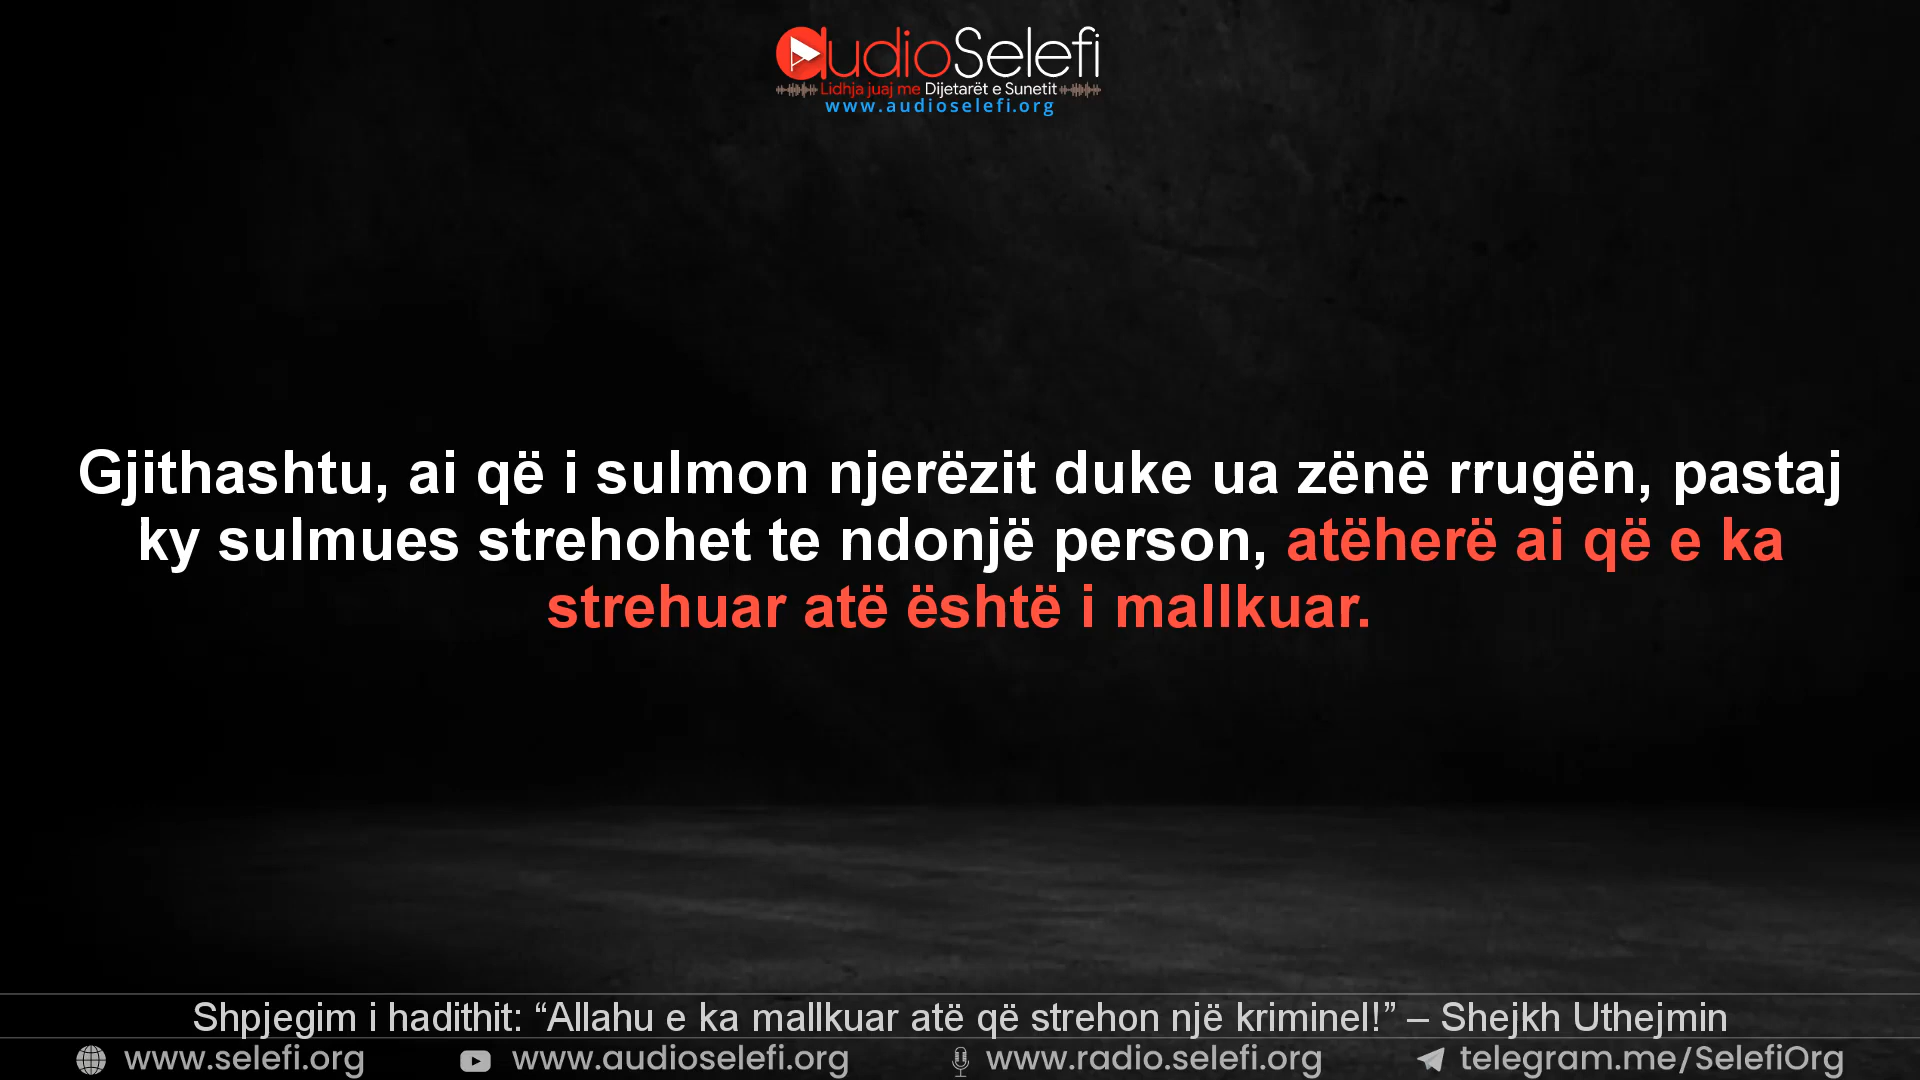 audioSelefi
Lidhja juaj me Dijetarët e Sunetit
www.audioselefi.org
Gjithashtu, ai që i sulmon njerëzit duke ua zënë rrugën, pastaj
ky sulmues strehohet te ndonjë person, atëherë ai që e ka
strehuar atë është i mallkuar.
Shpjegim i hadithit: “Allahu e ka mallkuar atë që strehon një kriminel!” – Shejkh Uthejmin
www.selefi.org www.audioselefi.org www.radio.selefi.org telegram.me/SelefiOrg